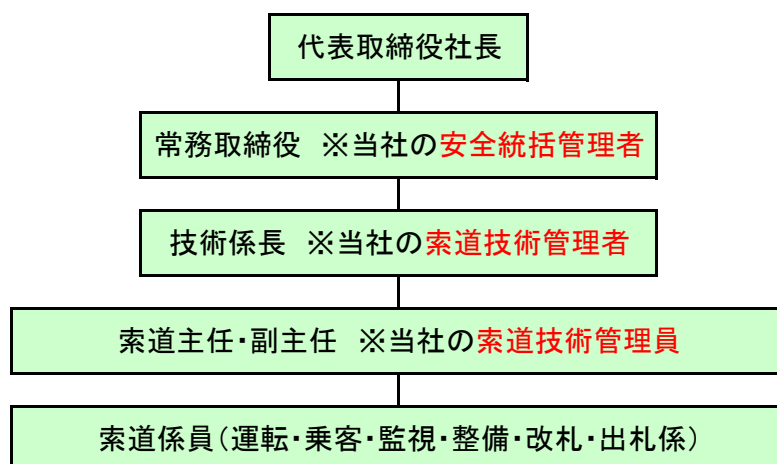 代表取締役社長
常務取締役　※当社の安全統括管理者
技術係長　※当社の索道技術管理者
索道主任・副主任　※当社の索道技術管理員
索道係員(運転・乗客・監視・整備・改札・出札係)